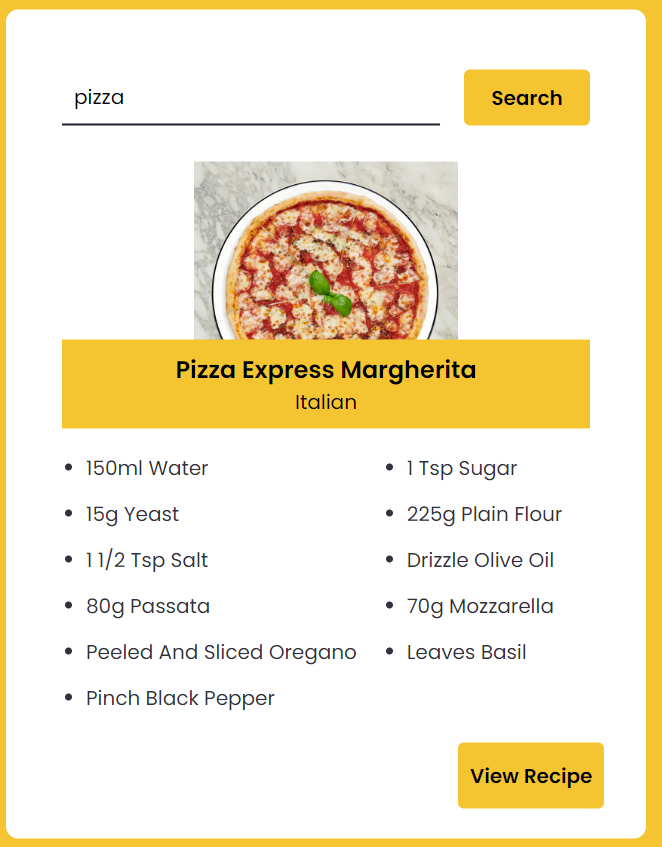 pizza
Search
Pizza Express Margherita
Italian
150ml Water
1 Tsp Sugar
15g Yeast
225g Plain Flour
1 1/2 Tsp Salt
Drizzle Olive Oil
80g Passata
70g Mozzarella
Peeled And Sliced Oregano
Leaves Basil
Pinch Black Pepper
View Recipe